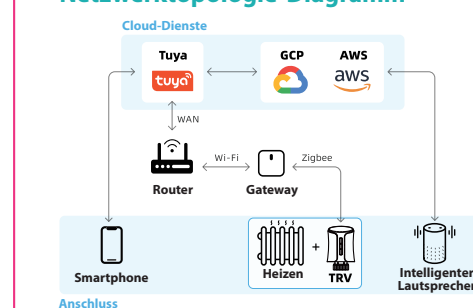 Netzwerktopologie-Diagramm
Cloud-Dienste
Tuya
GCP
AWS
tuya
aws
WAN
Wi-Fi
Zigbee
Router
Gateway
+
Smartphone
Heizen
TRV
Intelligenter
Lautsprecher
Anschluss